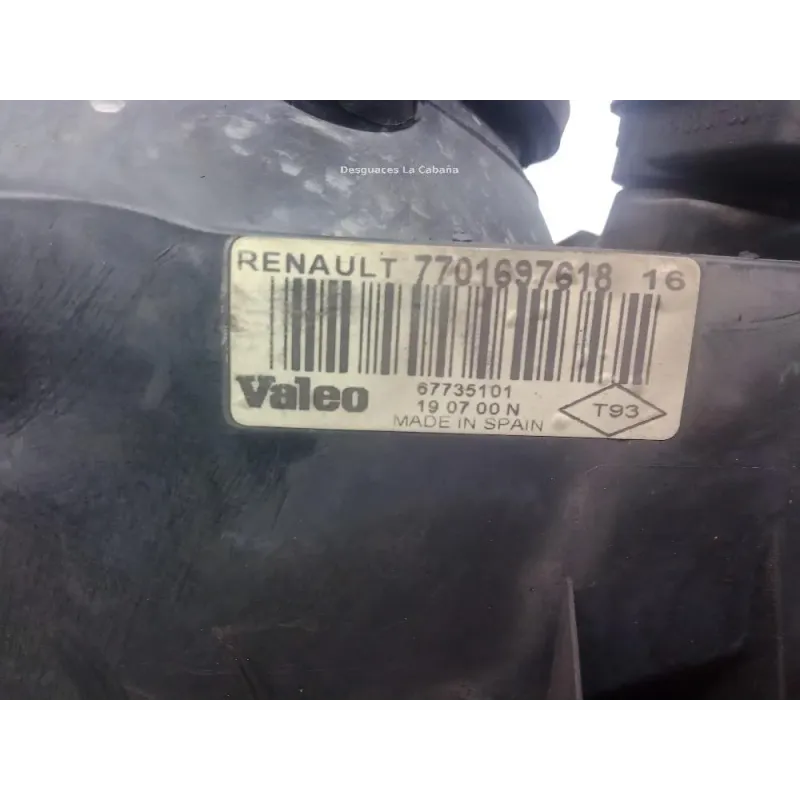 Desguaces La Cabaña
RENAULT 7701697618 16
67735101
Valeo
19 07 00 N
T93
MADE IN SPAIN